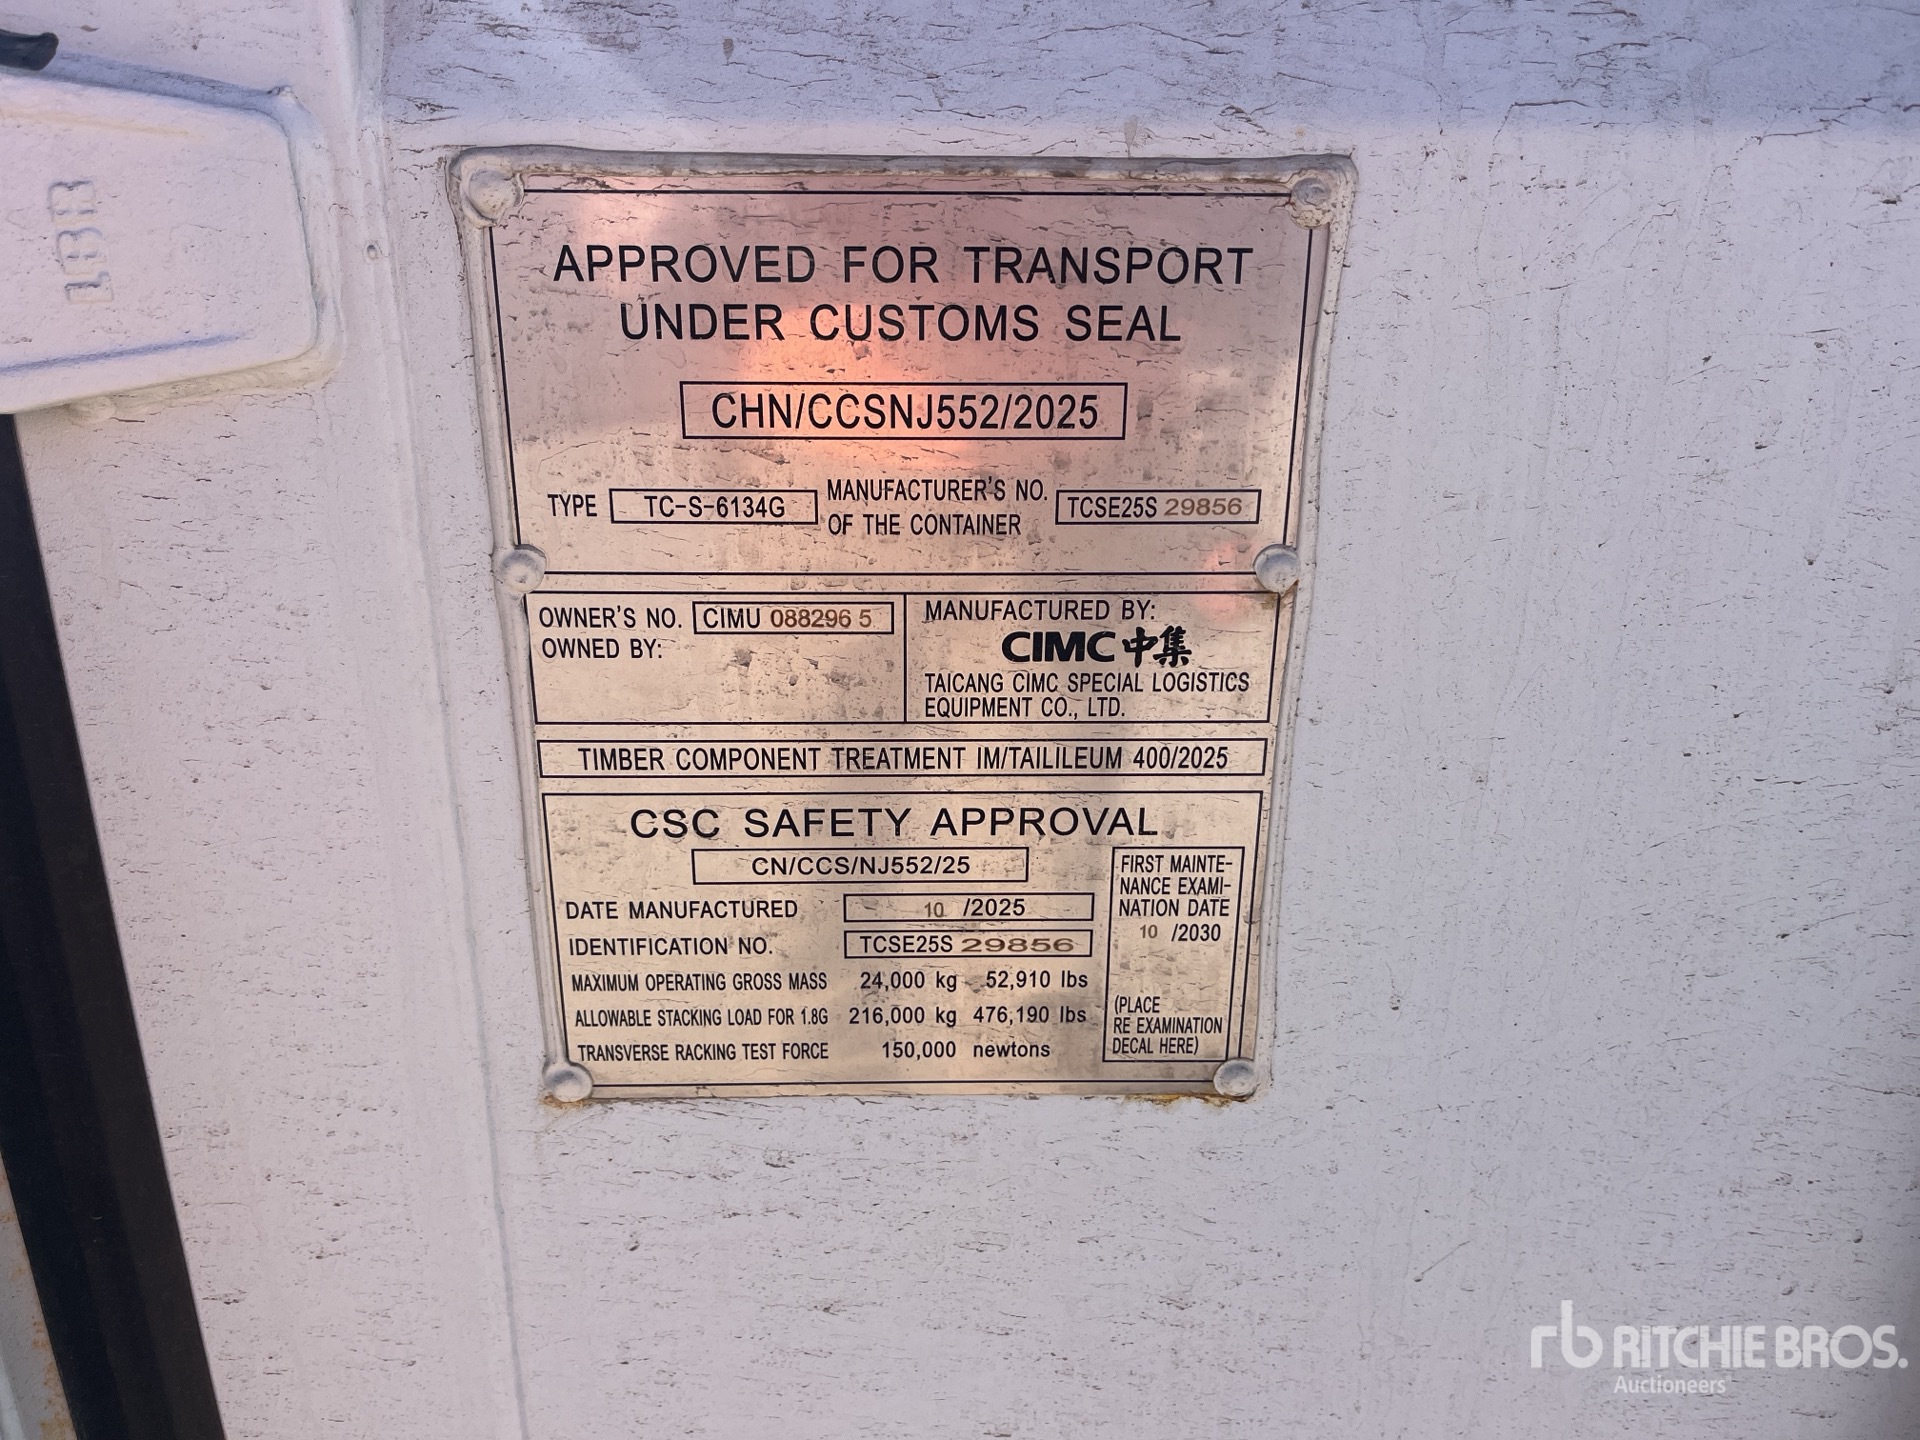 APPROVED FOR TRANSPORT
UNDER CUSTOMS SEAL
CHN/CCSNJ552/2025
TYPE TC-S-6134G MANUFACTURER'S NO. OF THE CONTAINER TCSE25S 29856
OWNER'S NO. CIMU 088296 5
OWNED BY:
MANUFACTURED BY:
CIMC 中集
TAICANG CIMC SPECIAL LOGISTICS
EQUIPMENT CO., LTD.
TIMBER COMPONENT TREATMENT IM/TAILILEUM 400/2025
CSC SAFETY APPROVAL
CN/CCS/NJ552/25
DATE MANUFACTURED 10 /2025
IDENTIFICATION NO. TCSE25S 29856
MAXIMUM OPERATING GROSS MASS 24,000 kg 52,910 lbs
ALLOWABLE STACKING LOAD FOR 1.8G 216,000 kg 476,190 lbs
TRANSVERSE RACKING TEST FORCE 150,000 newtons
FIRST MAINTE-
NANCE EXAMI-
NATION DATE
10 /2030
(PLACE
RE EXAMINATION
DECAL HERE)
rb RITCHIE BROS.
Auctioneers